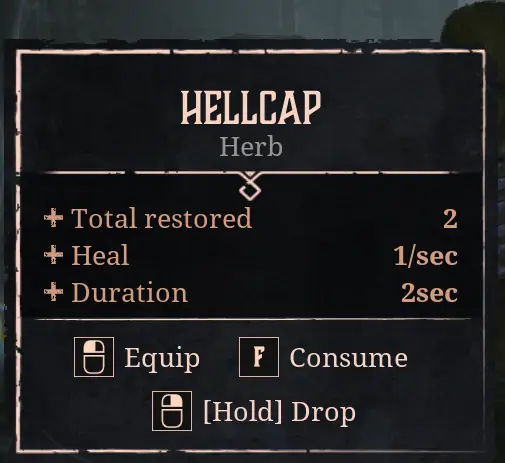 HELLCAP
Herb
Total restored 2
Heal 1/sec
Duration 2sec
Equip F Consume
[Hold] Drop